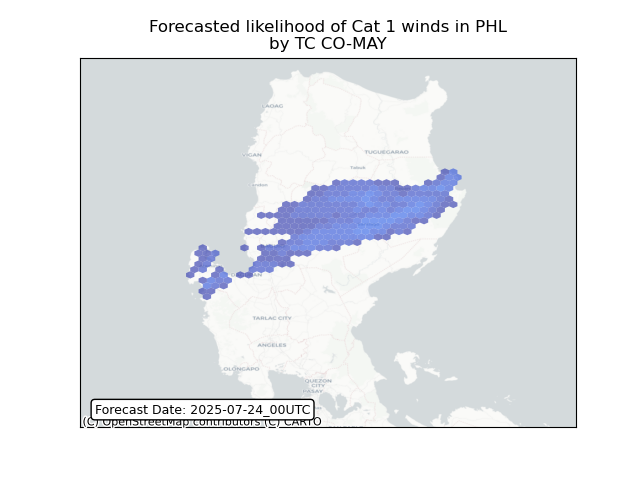 Forecasted likelihood of Cat 1 winds in PHL
by TC CO-MAY
LAOAG
VIGAN
TUGUEGARAO
Tabuk
TARLAC CITY
ANGELES
OLONGAPO
QUEZON
CITY
PASAY
Forecast Date: 2025-07-24_00UTC
(C) OpenStreetMap contributors (C) CARTO